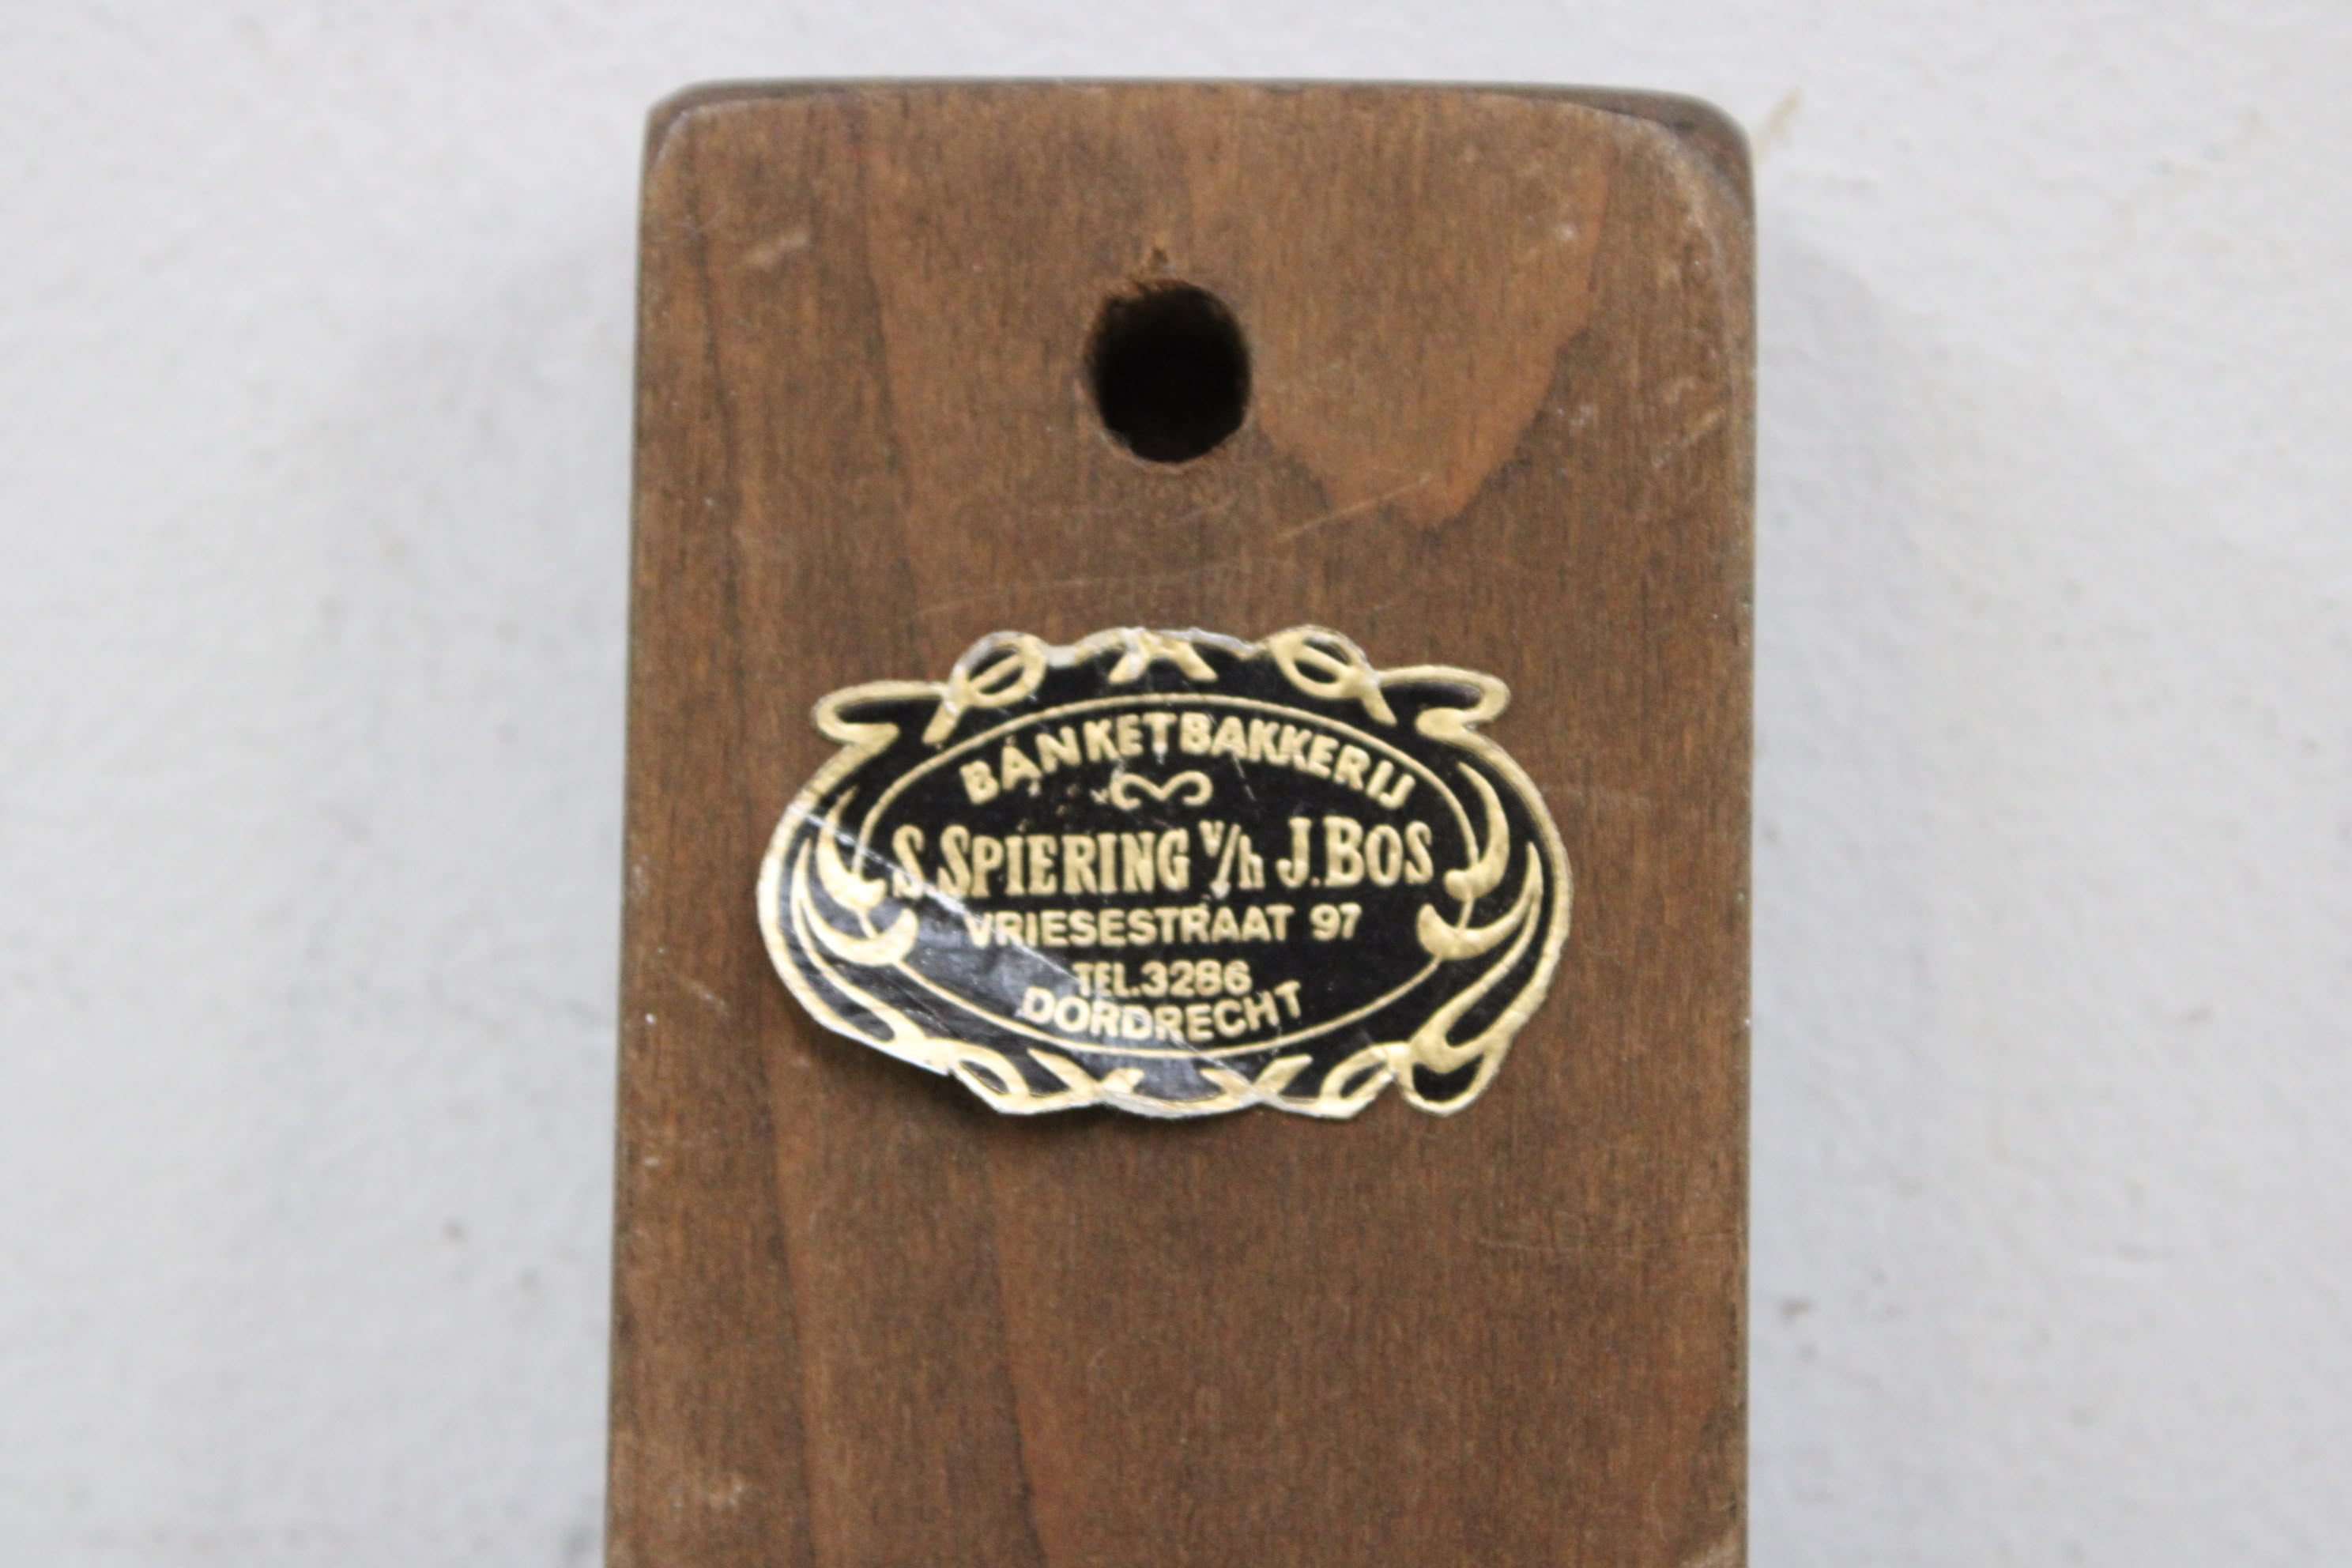 BANKETBAKKERIJ
S. SPIERING v/h J. BOS
VRIESESTRAAT 97
TEL. 3286
DORDRECHT